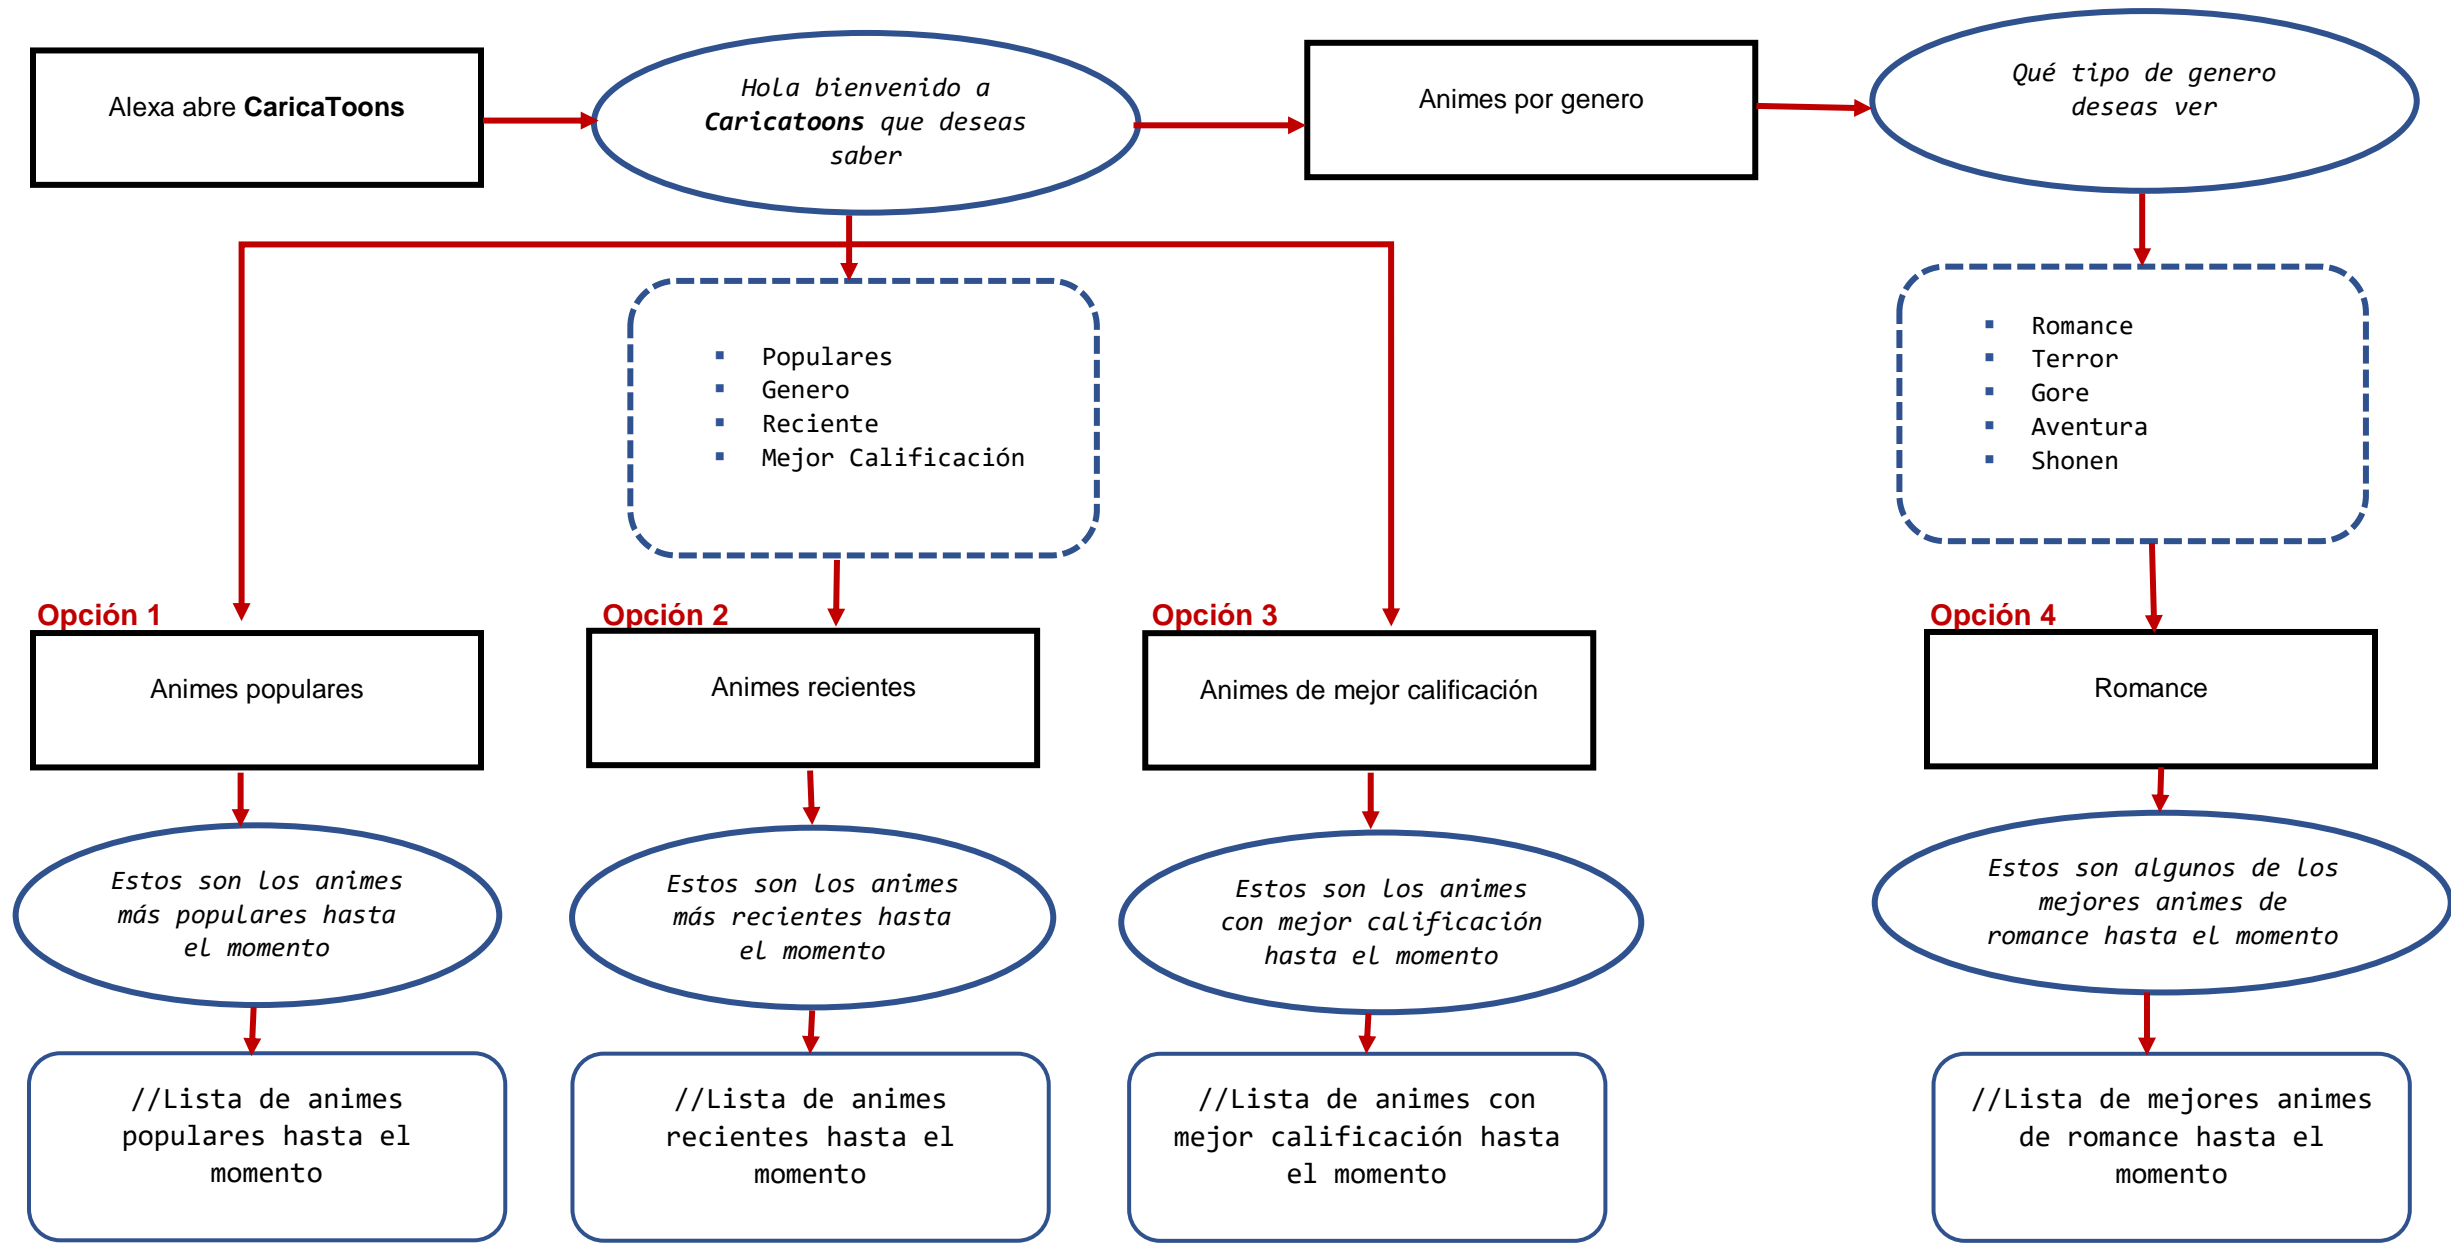 Alexa abre CaricaToons
Hola bienvenido a
Caricatoons que deseas
saber
Animes por genero
Qué tipo de genero
deseas ver
▪ Populares
▪ Genero
▪ Reciente
▪ Mejor Calificación
▪ Romance
▪ Terror
▪ Gore
▪ Aventura
▪ Shonen
Opción 1
Animes populares
Opción 2
Animes recientes
Opción 3
Animes de mejor calificación
Opción 4
Romance
Estos son los animes
más populares hasta
el momento
Estos son los animes
más recientes hasta
el momento
Estos son los animes
con mejor calificación
hasta el momento
Estos son algunos de los
mejores animes de
romance hasta el momento
//Lista de animes
populares hasta el
momento
//Lista de animes
recientes hasta el
momento
//Lista de animes con
mejor calificación hasta
el momento
//Lista de mejores animes
de romance hasta el
momento